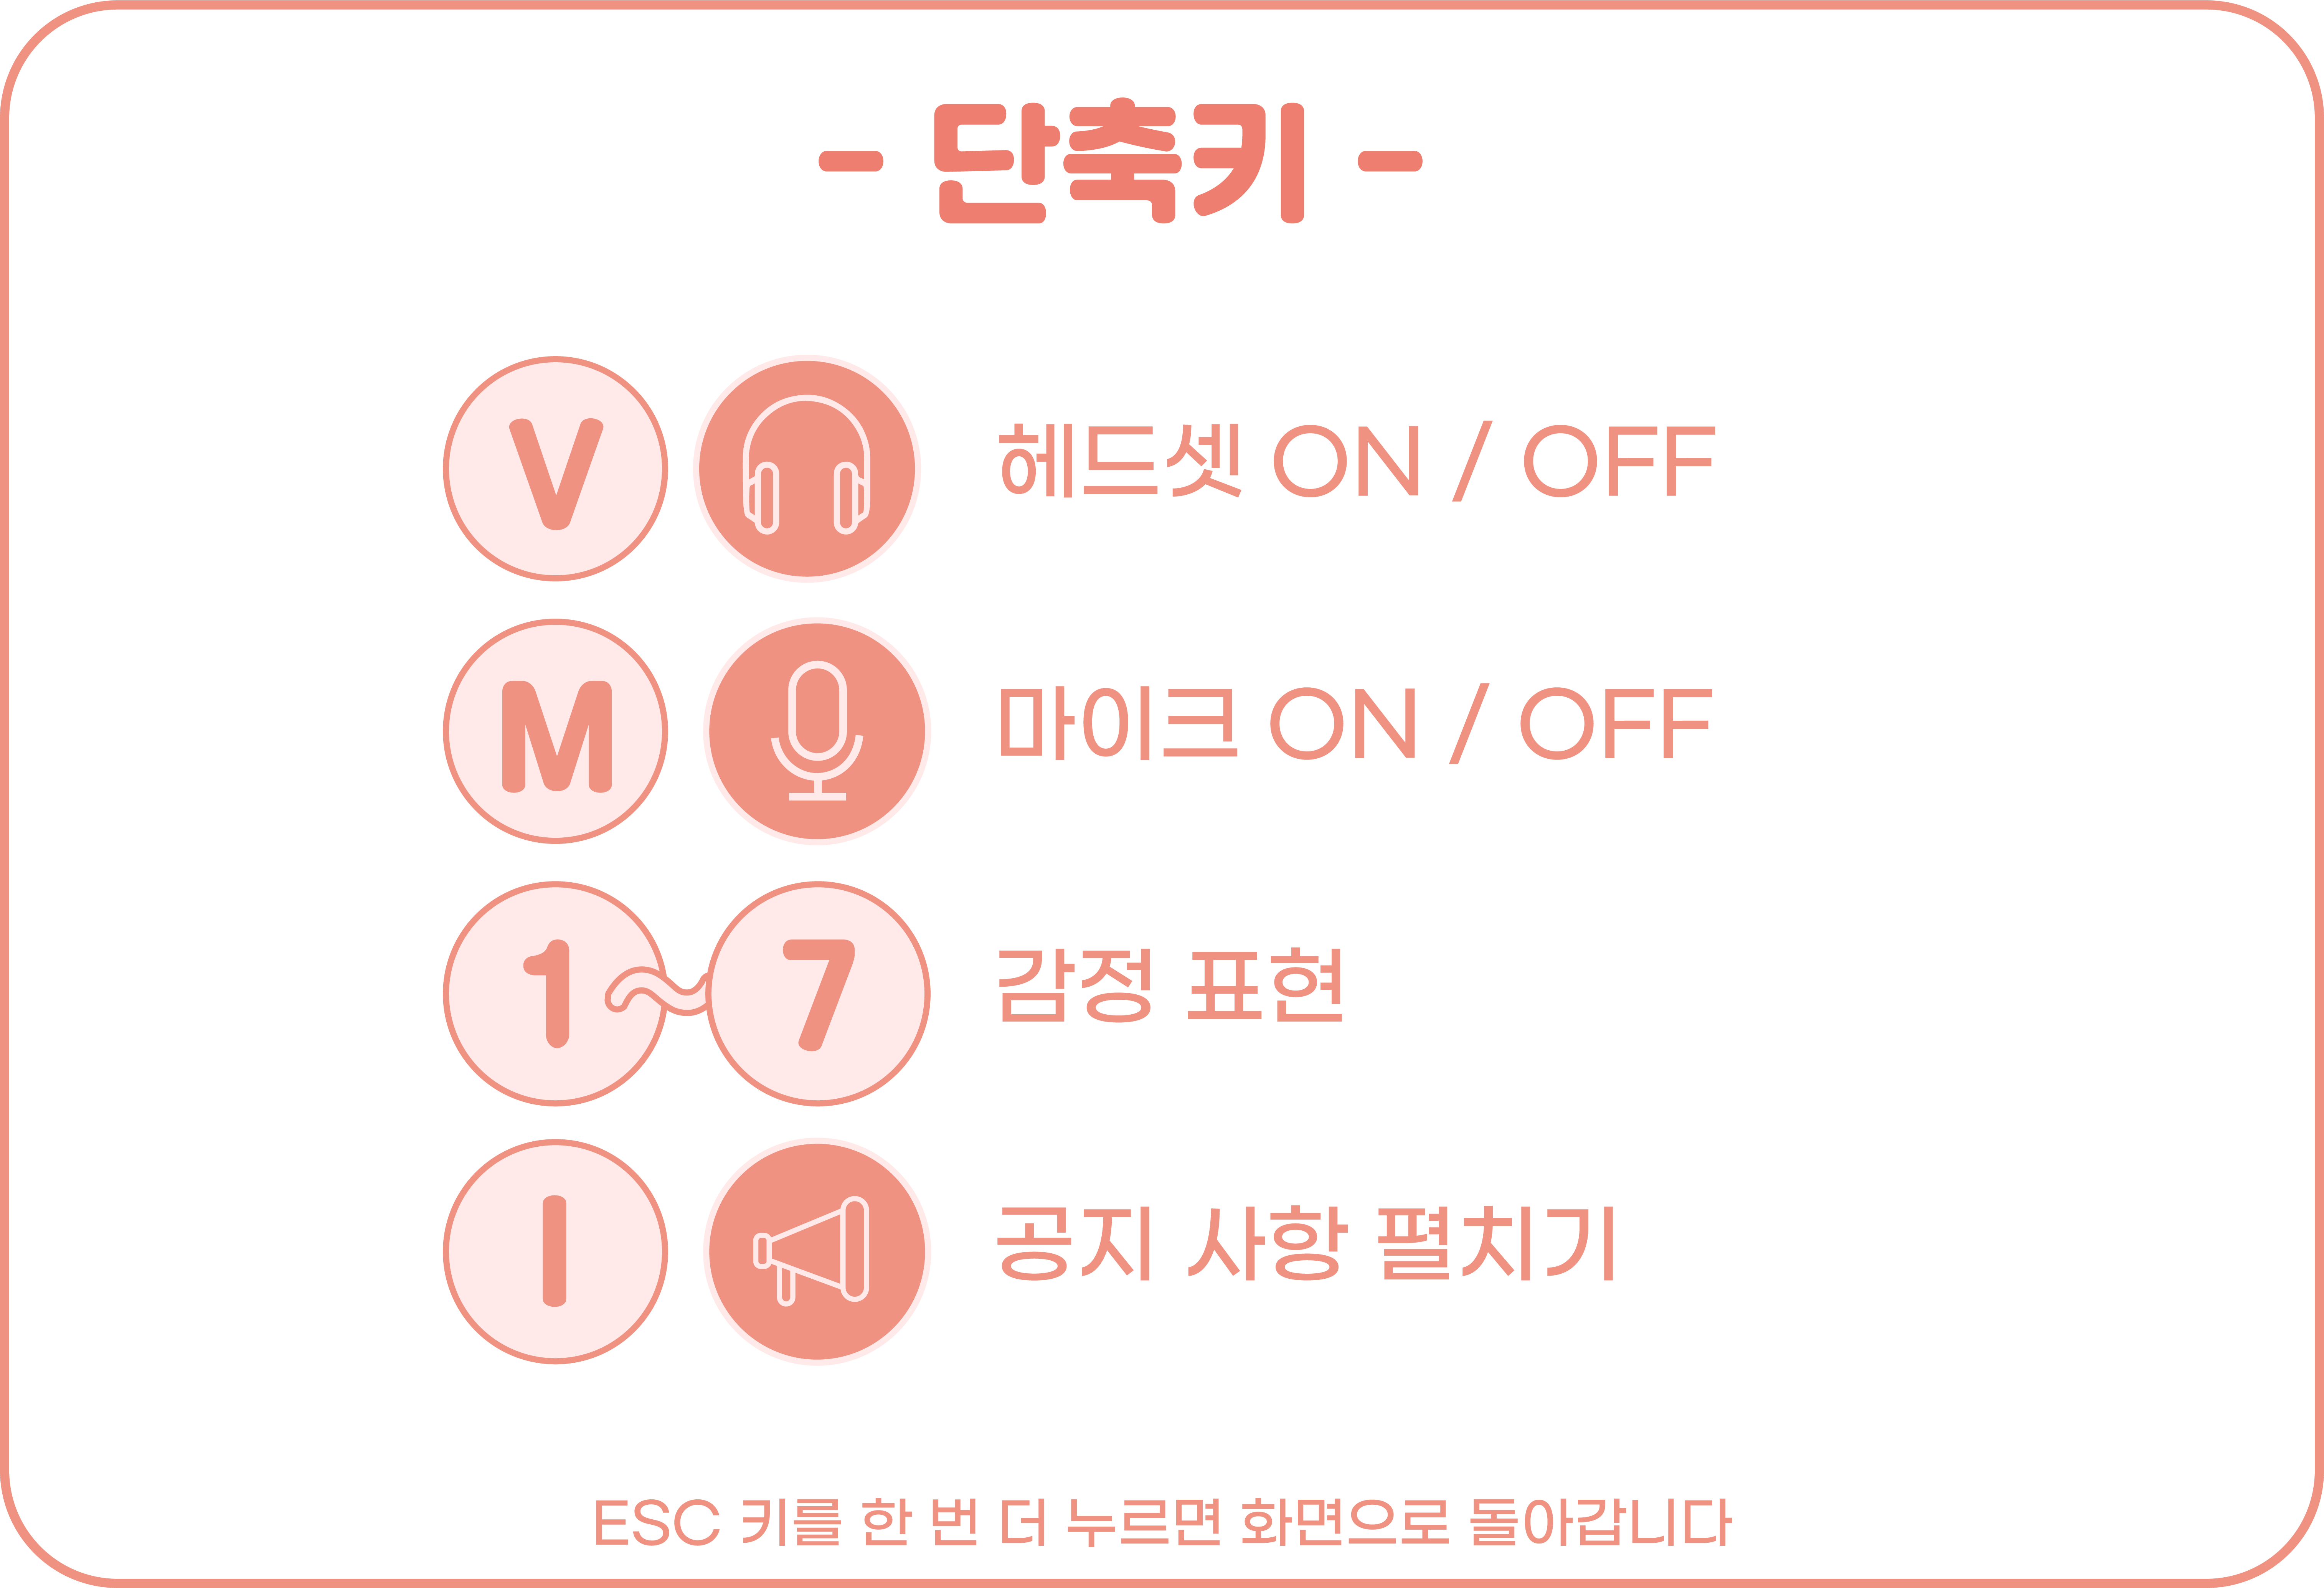 - 단축키 -
V 헤드셋 ON / OFF
M 마이크 ON / OFF
1 ~ 7 감정 표현
I 공지 사항 펼치기
ESC 키를 한 번 더 누르면 화면으로 들아갑니다